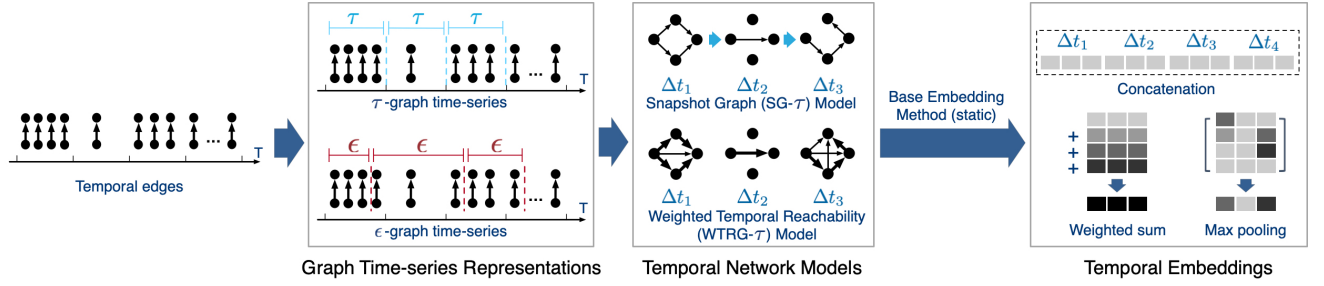 T
Temporal edges
τ τ τ
T
τ-graph time-series
ϵ ϵ ϵ
T
ϵ-graph time-series
Graph Time-series Representations
Δt₁ Δt₂ Δt₃
Snapshot Graph (SG-τ) Model
Δt₁ Δt₂ Δt₃
Weighted Temporal Reachability
(WTRG-τ) Model
Temporal Network Models
Base Embedding
Method (static)
Δt₁ Δt₂ Δt₃ Δt₄
Concatenation
+
+
+
Weighted sum
Max pooling
Temporal Embeddings